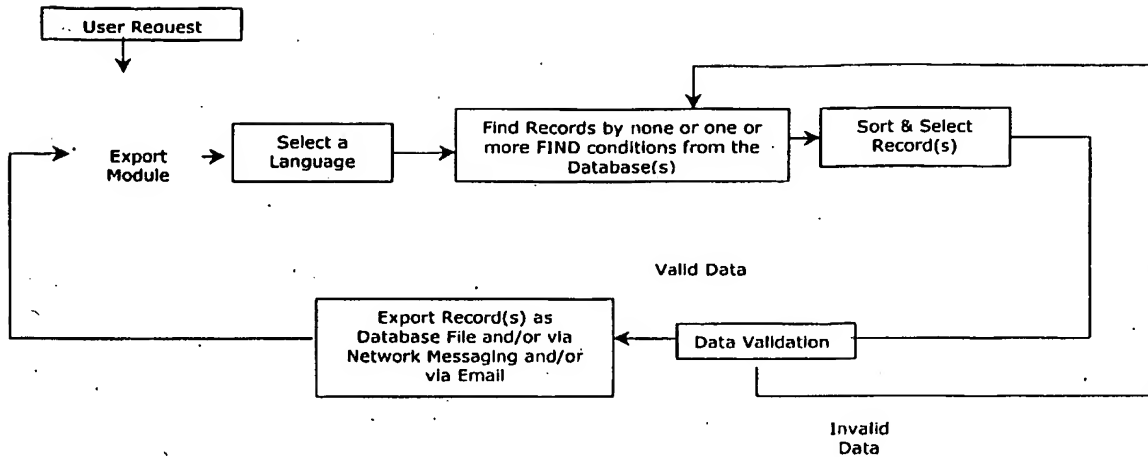 User Request
Export
Module
Select a
Language
Find Records by none or one or
more FIND conditions from the
Database(s)
Sort & Select
Record(s)
Valid Data
Export Record(s) as
Database File and/or via
Network Messaging and/or
via Email
Data Validation
Invalid
Data